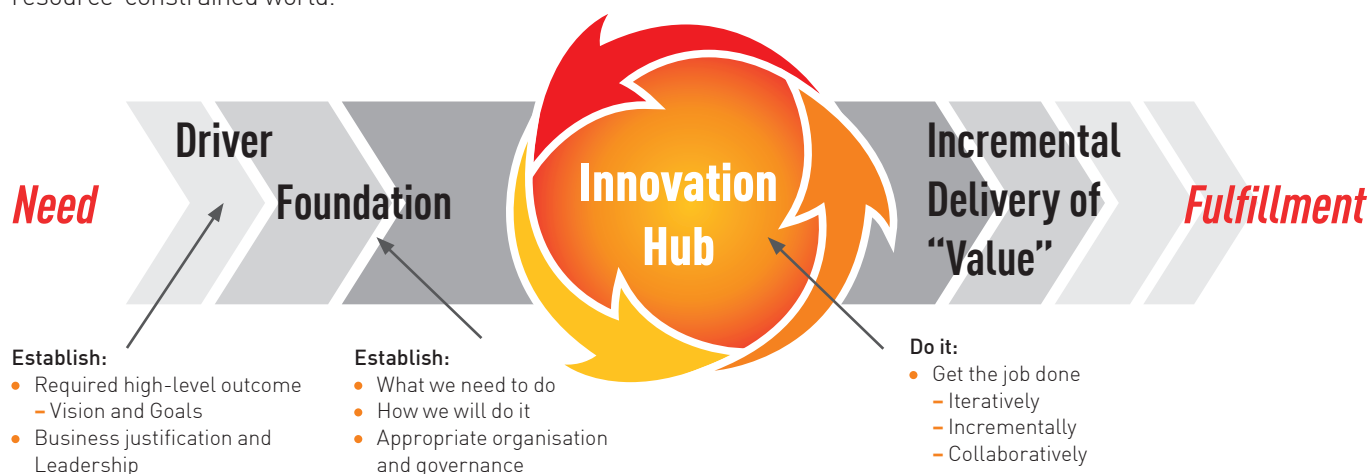 resource-constrained world.
Need
Driver
Foundation
Innovation
Hub
Incremental
Delivery of
“Value”
Fulfillment
Establish:
• Required high-level outcome
– Vision and Goals
• Business justification and
Leadership
Establish:
• What we need to do
• How we will do it
• Appropriate organisation
and governance
Do it:
• Get the job done
– Iteratively
– Incrementally
– Collaboratively